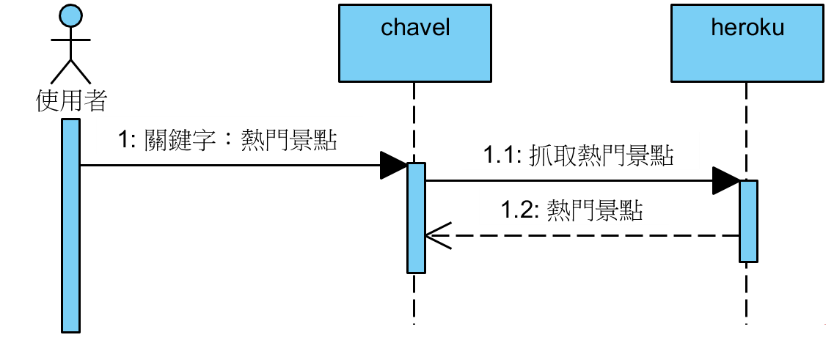 chavel
heroku
使用者
1: 關鍵字：熱門景點
1.1: 抓取熱門景點
1.2: 熱門景點